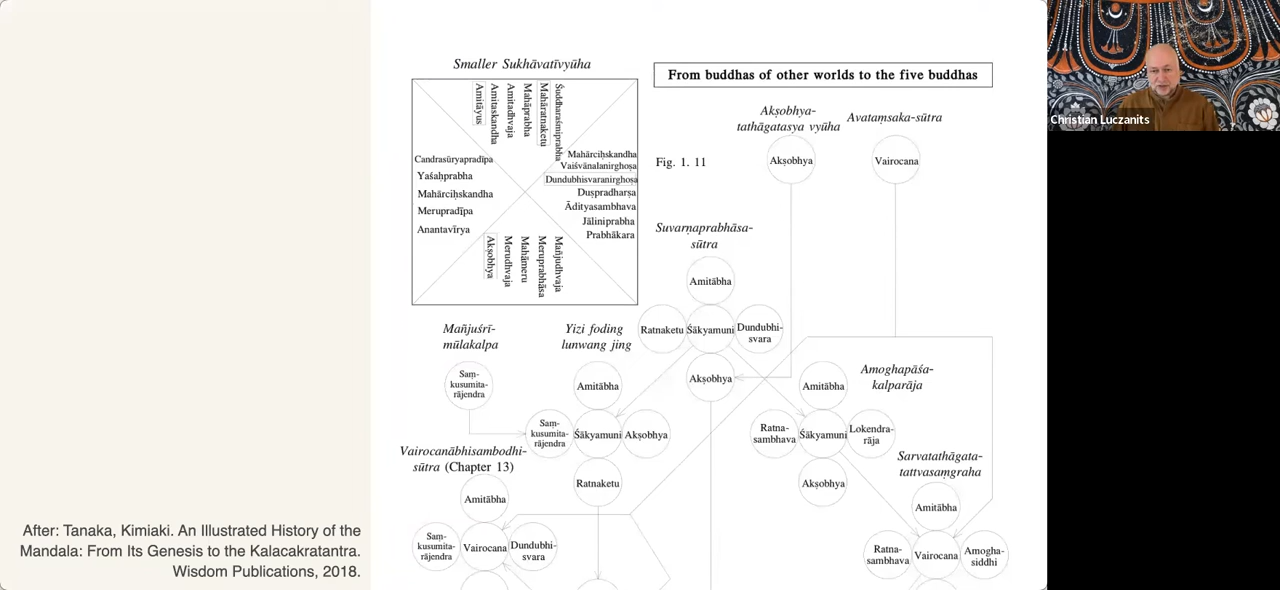 Smaller Sukhāvatīvyūha
Śuddharaśmiprabha
Mahāratnaketu
Mahāprabha
Amitadhvaja
Amitaskandha
Amitāyus
Candrasūryapradīpa
Yaśaḥprabha
Mahārciḥskandha
Merupradīpa
Anantavīrya
Mahārciḥskandha
Vaiśvānalanirghoṣa
Dundubhisvaranirghoṣa
Duṣpradharṣa
Ādityasambhava
Jāliniprabha
Prabhākara
Mañjudhvaja
Meruprabhāsa
Mahāmeru
Merudhvaja
Akṣobhya
From buddhas of other worlds to the five buddhas
Fig. 1. 11
Akṣobhya-
tathāgatasya vyūha
Akṣobhya
Avataṃsaka-sūtra
Vairocana
Suvarṇaprabhāsa-
sūtra
Amitābha
Ratnaketu
Śākyamuni
Dundubhi-
svara
Akṣobhya
Mañjuśrī-
mūlakalpa
Saṃ-
kusumita-
rājendra
Yizi foding
lunwang jing
Amitābha
Saṃ-
kusumita-
rājendra
Śākyamuni
Akṣobhya
Ratnaketu
Amoghapāśa-
kalparāja
Amitābha
Ratna-
sambhava
Śākyamuni
Lokendra-
rāja
Akṣobhya
Vairocanābhisambodhi-
sūtra (Chapter 13)
Amitābha
Saṃ-
kusumita-
rājendra
Vairocana
Dundubhi-
svara
Sarvatathāgata-
tattvasaṃgraha
Amitābha
Ratna-
sambhava
Vairocana
Amogha-
siddhi
After: Tanaka, Kimiaki. An Illustrated History of the
Mandala: From Its Genesis to the Kalacakratantra.
Wisdom Publications, 2018.
Christian Luczanits